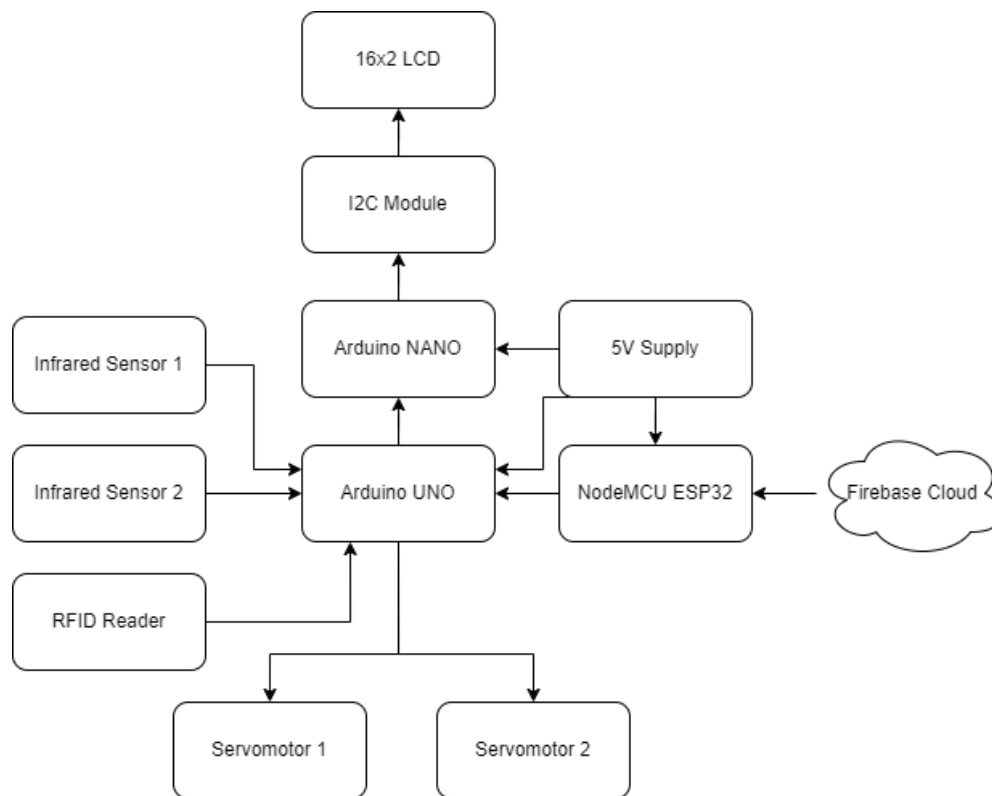 16x2 LCD
I2C Module
Arduino NANO
5V Supply
Infrared Sensor 1
Infrared Sensor 2
Arduino UNO
NodeMCU ESP32
Firebase Cloud
RFID Reader
Servomotor 1
Servomotor 2